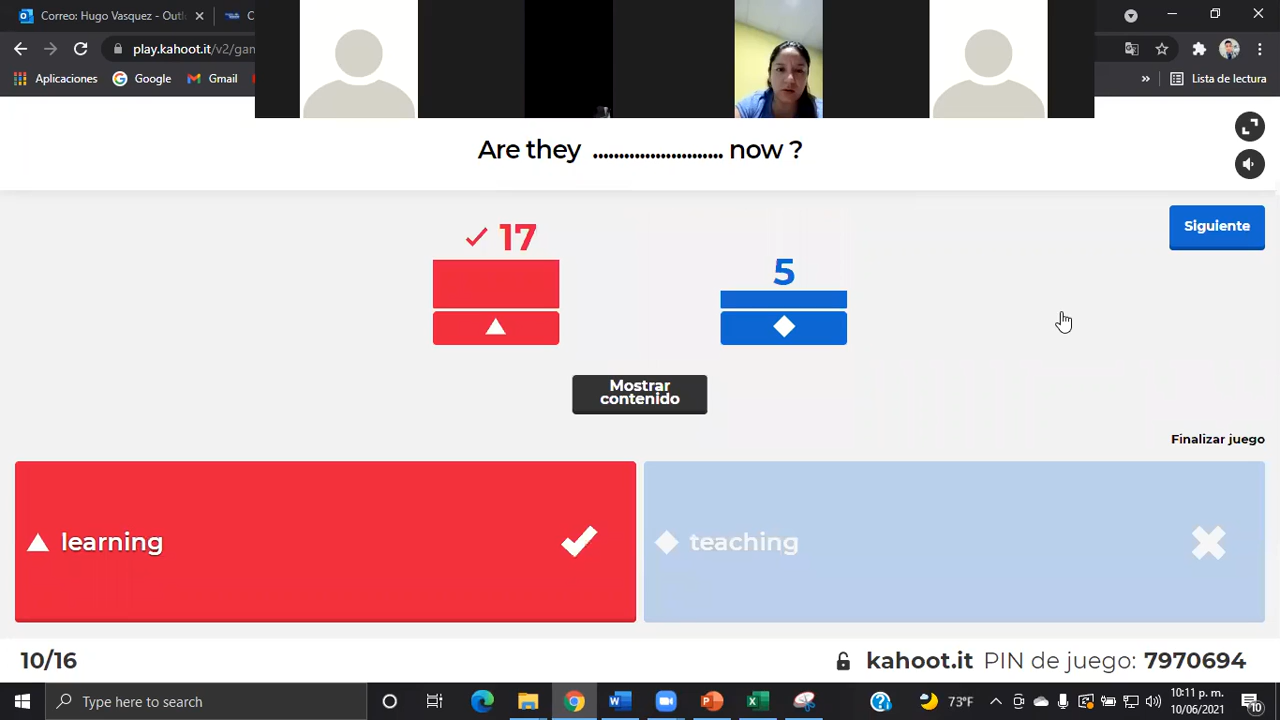 Correo: Hugo Vasquez - Outl
C
play.kahoot.it/v2/gam
Aplicaciones
Google
Gmail
»
Lista de lectura
Are they ......................... now ?
Siguiente
17
5
Mostrar
contenido
Finalizar juego
learning
teaching
10/16
kahoot.it PIN de juego: 7970694
Type here to search
73°F
10:11 p. m.
10/06/2021
10